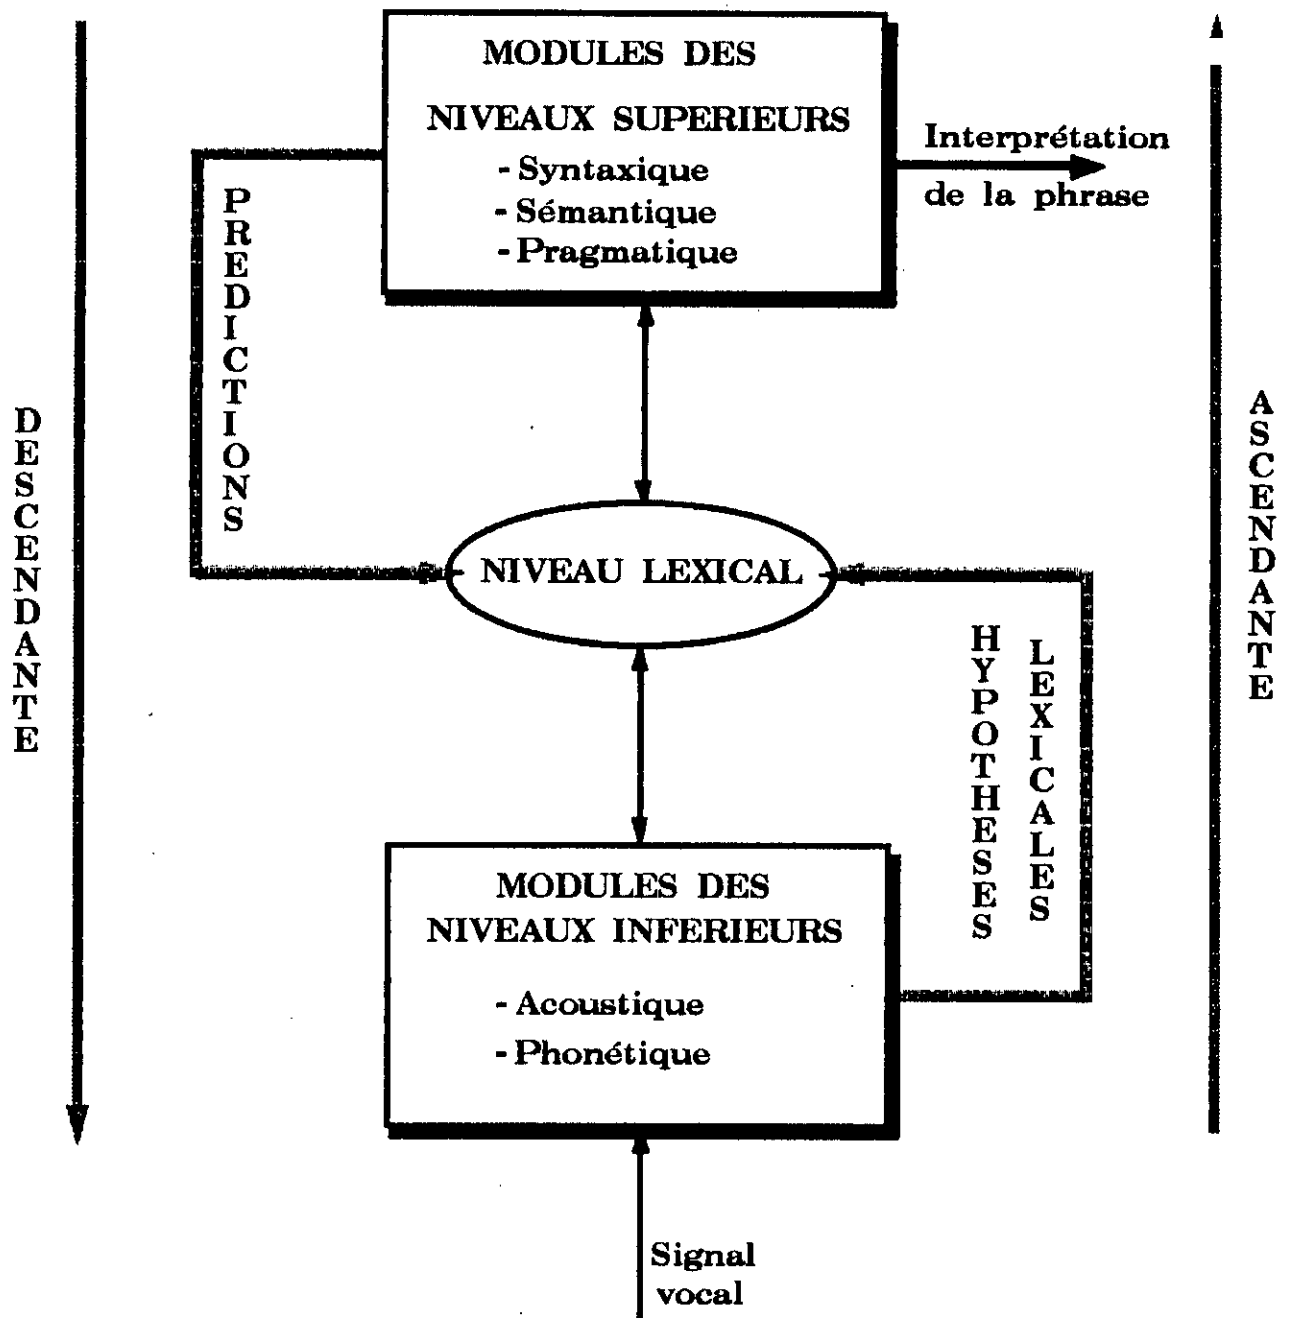 MODULES DES
NIVEAUX SUPERIEURS
- Syntaxique
- Sémantique
- Pragmatique
Interprétation
de la phrase
PREDICTIONS
DESCENDANTE
ASCENDANTE
NIVEAU LEXICAL
HYPOTHESES
LEXICALES
MODULES DES
NIVEAUX INFERIEURS
- Acoustique
- Phonétique
Signal
vocal